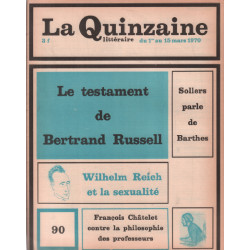 La Quinzaine
3 F littéraire du 1er au 15 mars 1970
Le testament
de
Bertrand Russell
Sollers
parle
de
Barthes
Wilhelm Reich
et la sexualité
90
François Châtelet
contre la philosophie
des professeurs